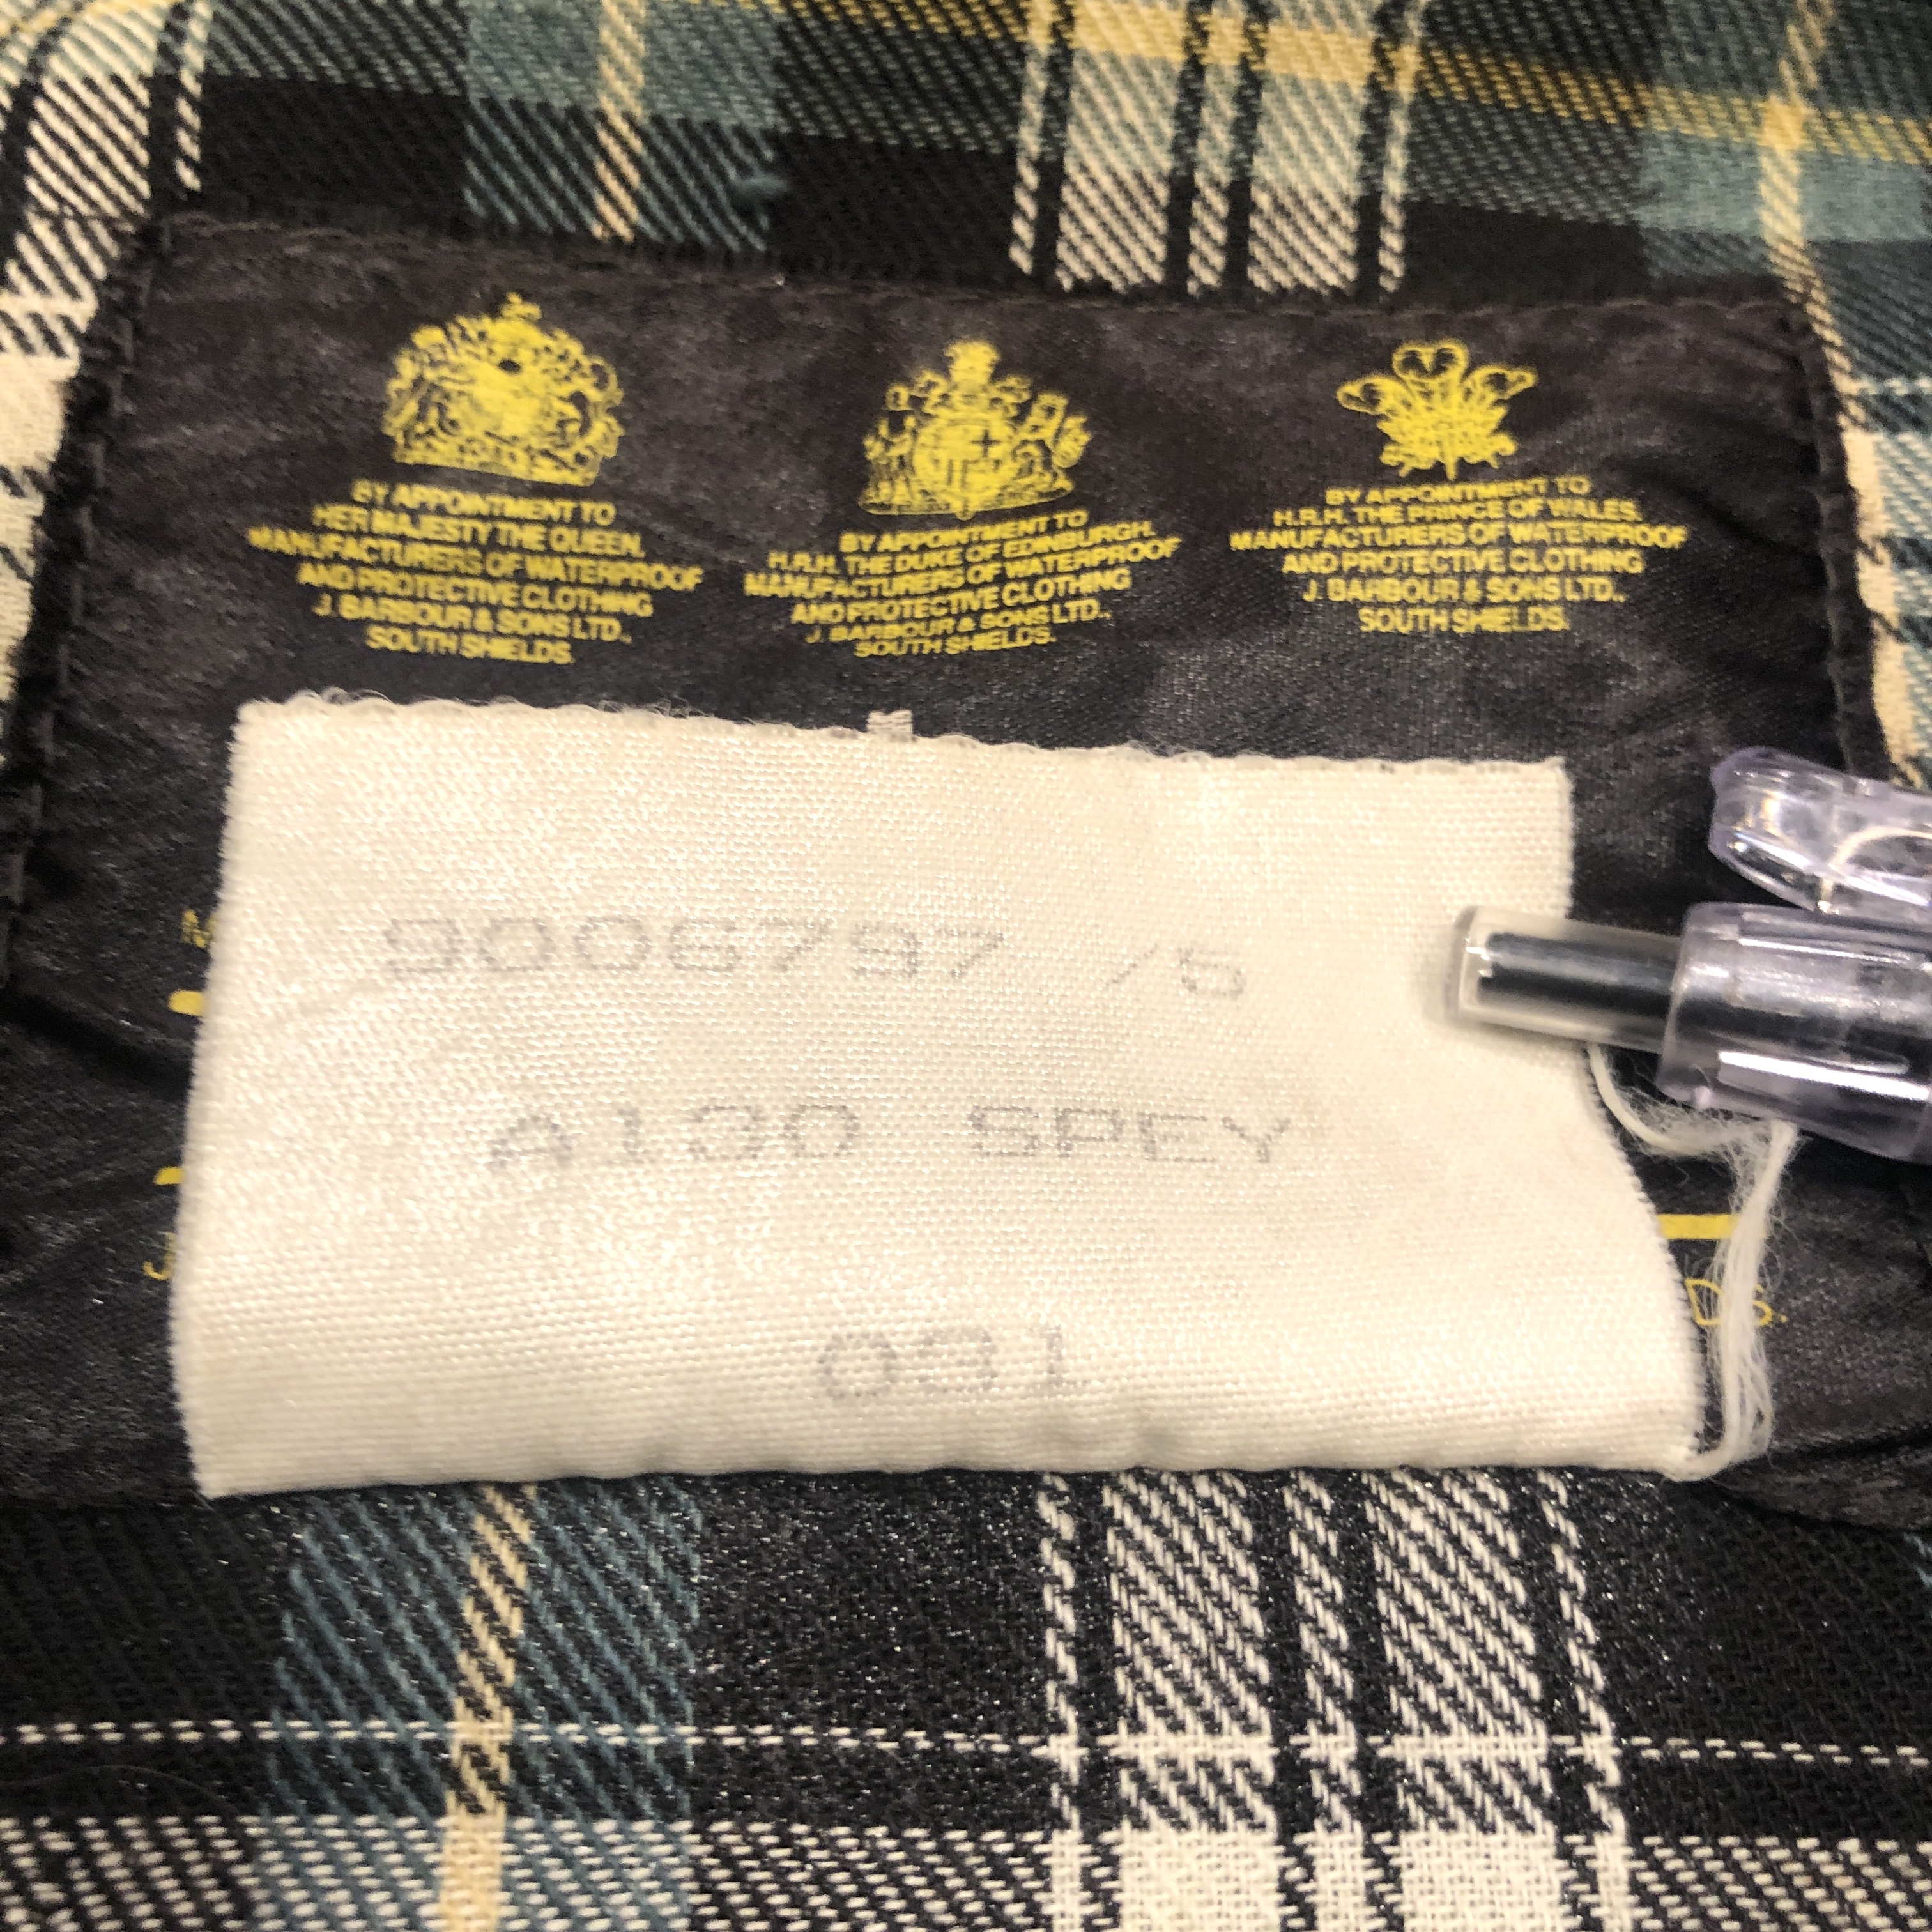 BY APPOINTMENT TO
HER MAJESTY THE QUEEN.
MANUFACTURERS OF WATERPROOF
AND PROTECTIVE CLOTHING
J. BARBOUR & SONS LTD.,
SOUTH SHIELDS.
BY APPOINTMENT TO
H.R.H. THE DUKE OF EDINBURGH.
MANUFACTURERS OF WATERPROOF
AND PROTECTIVE CLOTHING
J. BARBOUR & SONS LTD.,
SOUTH SHIELDS.
BY APPOINTMENT TO
H.R.H. THE PRINCE OF WALES.
MANUFACTURERS OF WATERPROOF
AND PROTECTIVE CLOTHING
J. BARBOUR & SONS LTD.,
SOUTH SHIELDS.
9006797 /5
A130 SPEY
031